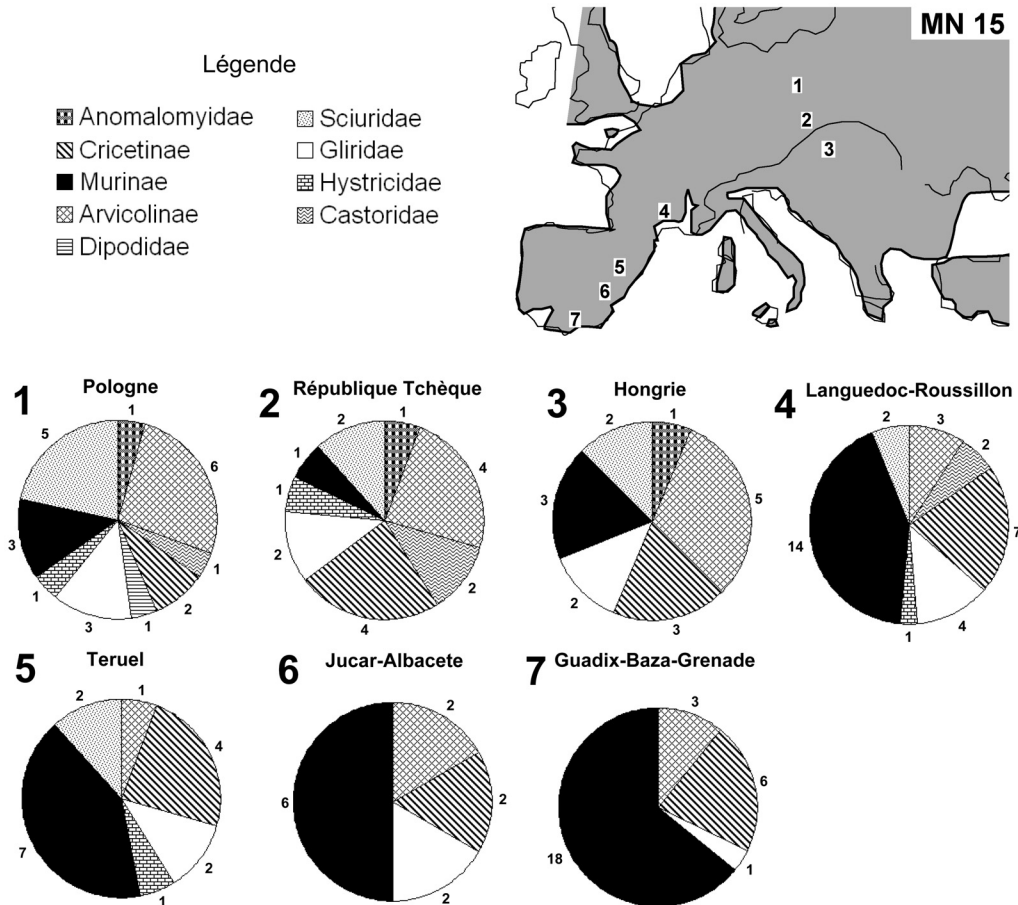 MN 15
Légende
Anomalomyidae
Sciuridae
Cricetinae
Gliridae
Murinae
Hystricidae
Arvicolinae
Castoridae
Dipodidae
1
2
3
4
5
6
7
1 Pologne
1
6
1
2
1
3
1
3
5
2 République Tchèque
1
4
2
4
2
1
1
2
3 Hongrie
1
5
3
2
3
2
4 Languedoc-Roussillon
3
2
7
4
1
14
2
5 Teruel
1
4
2
1
7
2
6 Jucar-Albacete
2
2
2
6
7 Guadix-Baza-Grenade
3
6
1
18